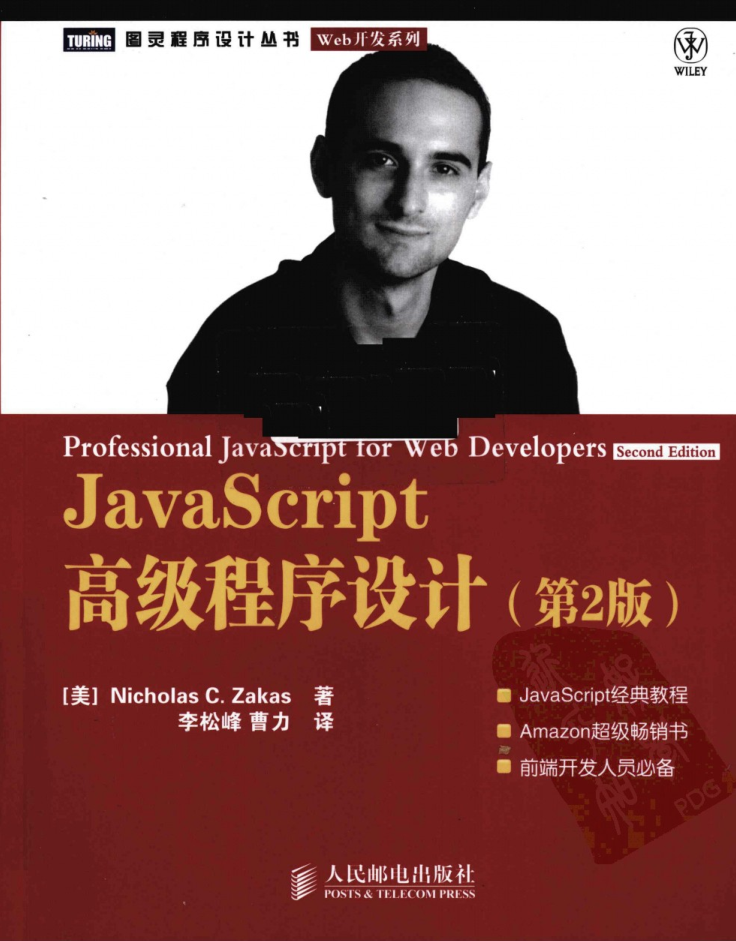 TURING 图灵程序设计丛书 Web开发系列
WILEY
Professional JavaScript for Web Developers Second Edition
JavaScript
高级程序设计（第2版）
[美] Nicholas C. Zakas 著
李松峰 曹力 译
JavaScript经典教程
Amazon超级畅销书
前端开发人员必备
PDG
人民邮电出版社
POSTS & TELECOM PRESS